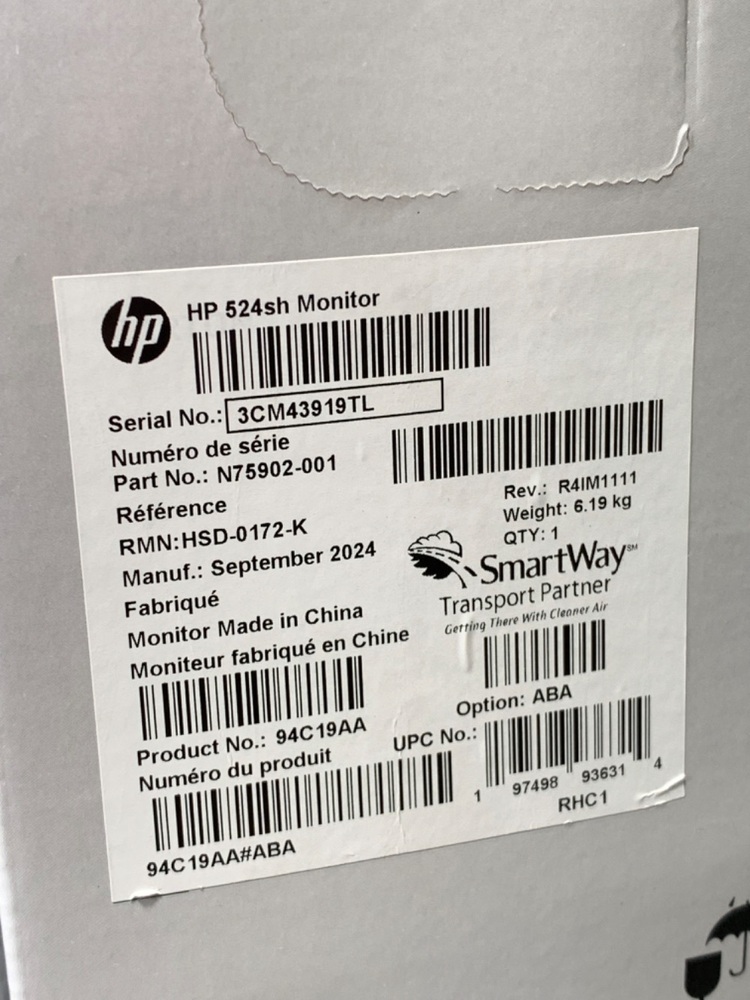 hp
HP 524sh Monitor
Serial No.: 3CM43919TL
Numéro de série
Part No.: N75902-001
Référence
Rev.: R4IM1111
Weight: 6.19 kg
QTY: 1
RMN:HSD-0172-K
Manuf.: September 2024
Fabriqué
SmartWay℠
Transport Partner
Getting There With Cleaner Air
Monitor Made in China
Moniteur fabriqué en Chine
Option: ABA
Product No.: 94C19AA
Numéro du produit
UPC No.:
1 97498 93631 4
RHC1
94C19AA#ABA